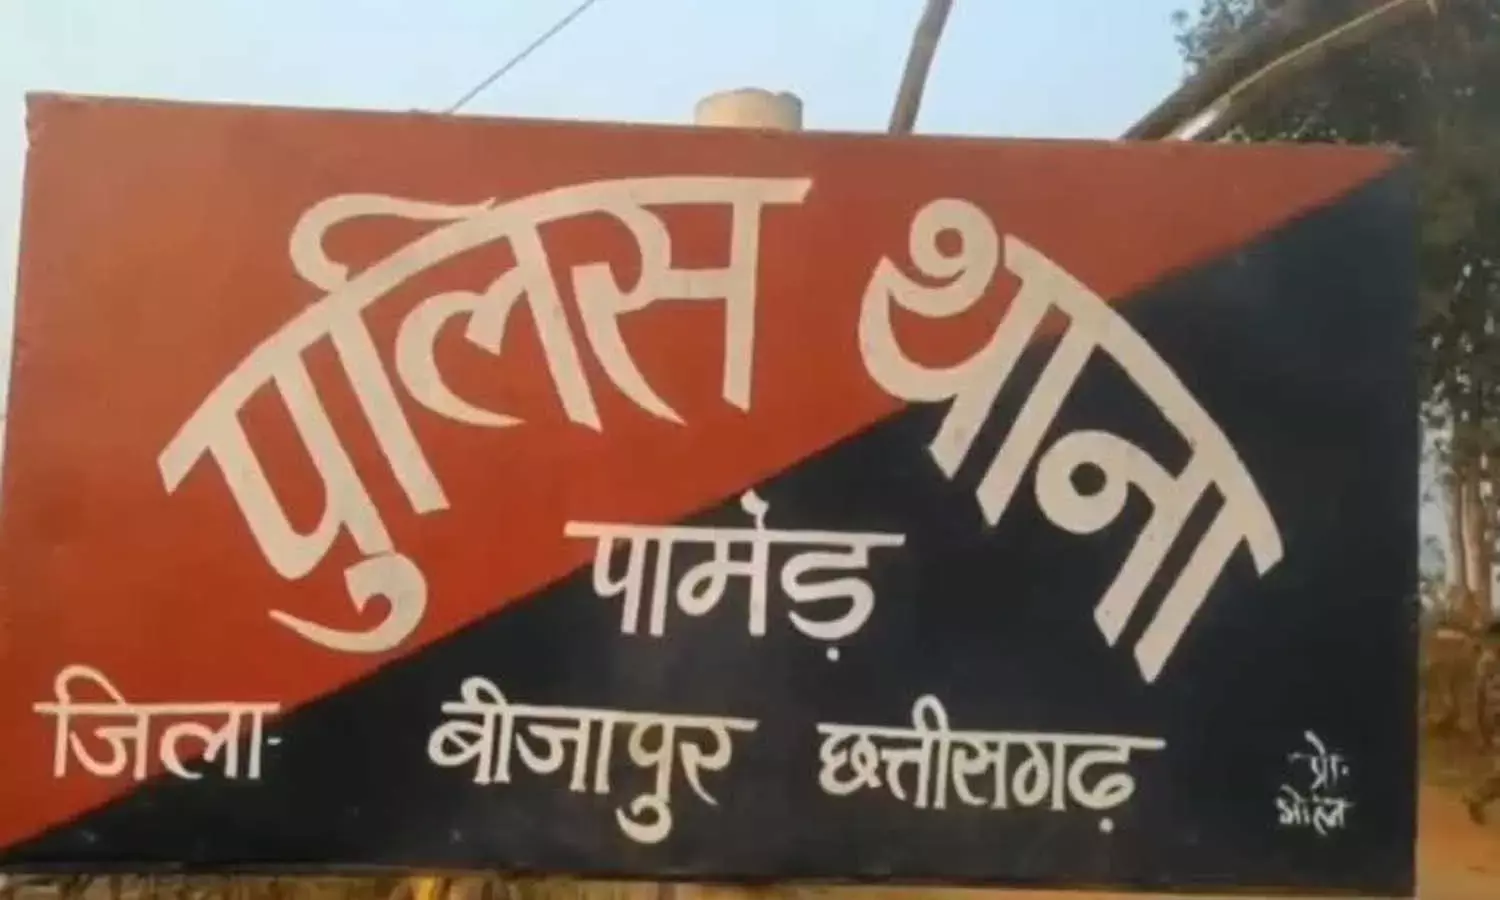 पुलिस थाना
पामेड़
जिला- बीजापुर छत्तीसगढ़
प्रो.